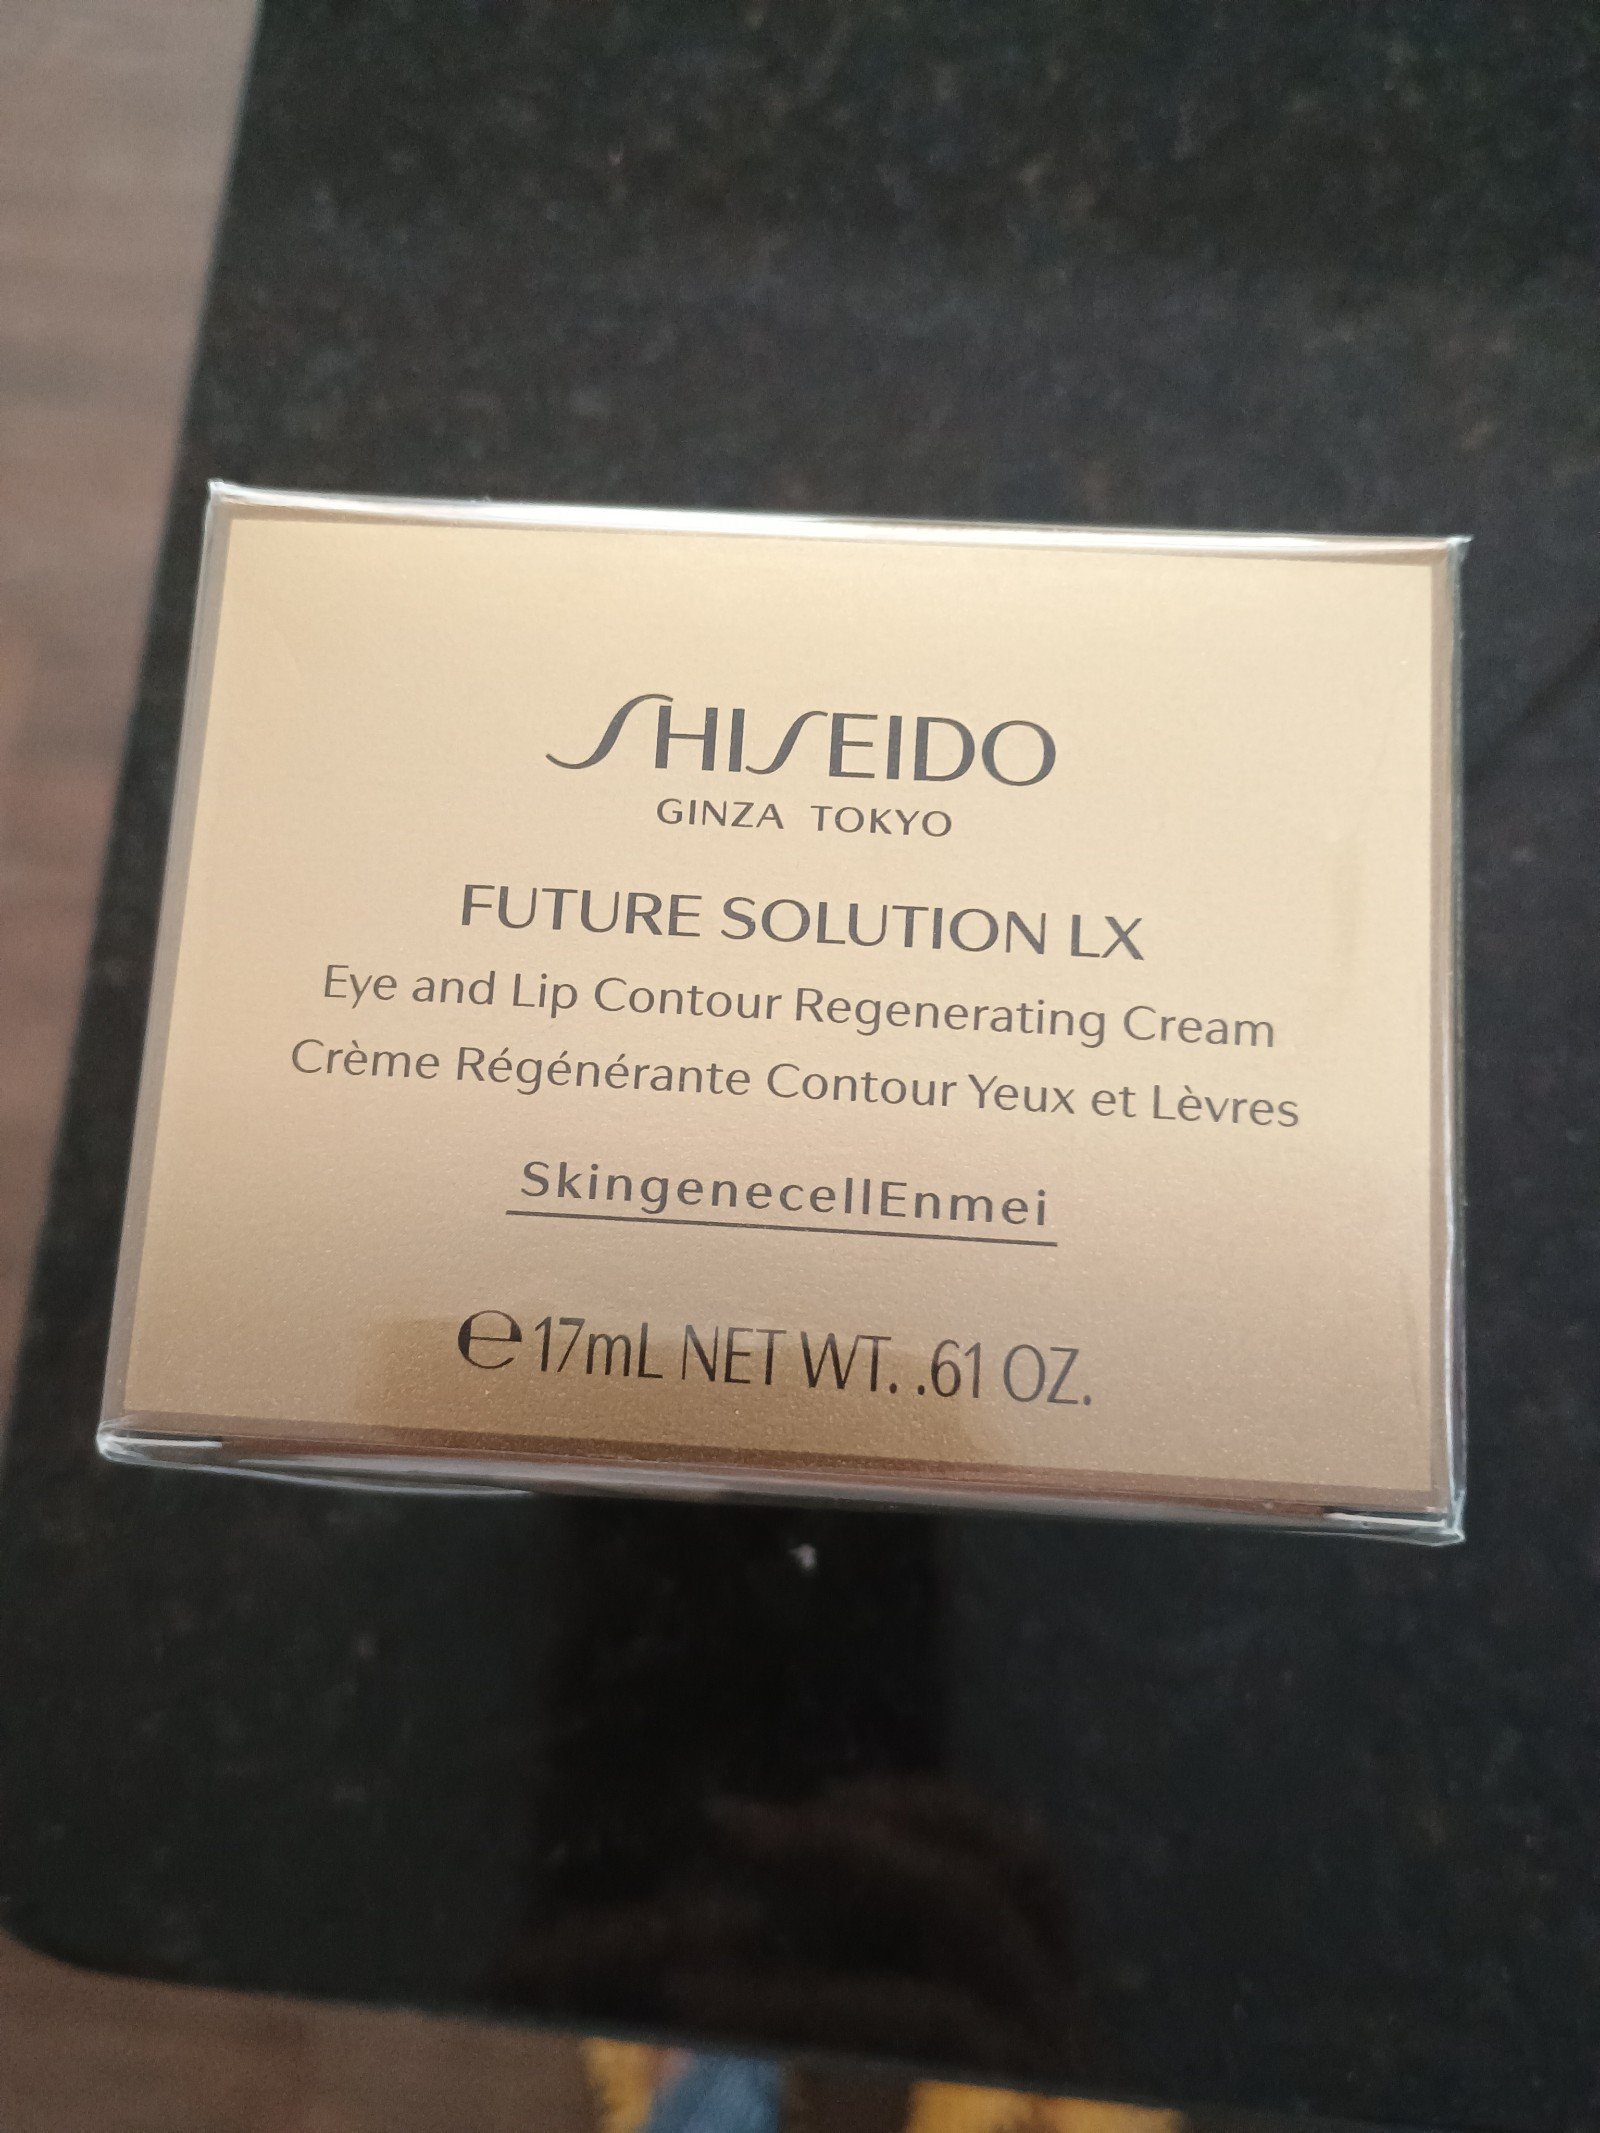 SHISEIDO
GINZA TOKYO
FUTURE SOLUTION LX
Eye and Lip Contour Regenerating Cream
Crème Régénérante Contour Yeux et Lèvres
SkingenecellEnmei
℮17mL NET WT. .61 OZ.